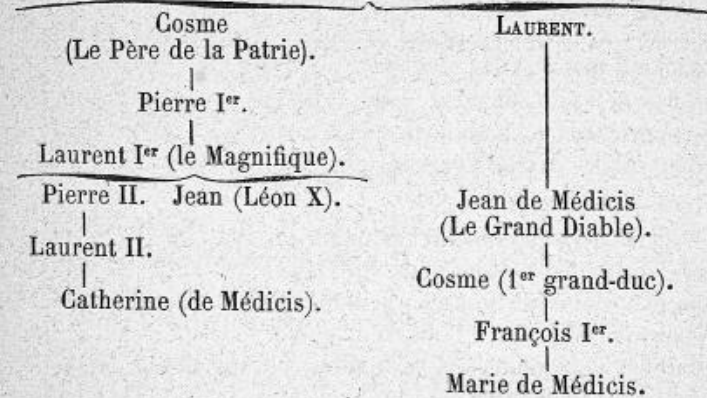 Cosme
(Le Père de la Patrie).
Pierre Iᵉʳ.
Laurent Iᵉʳ (le Magnifique).
Pierre II. Jean (Léon X).
Laurent II.
Catherine (de Médicis).
LAURENT.
Jean de Médicis
(Le Grand Diable).
Cosme (1ᵉʳ grand-duc).
François Iᵉʳ.
Marie de Médicis.